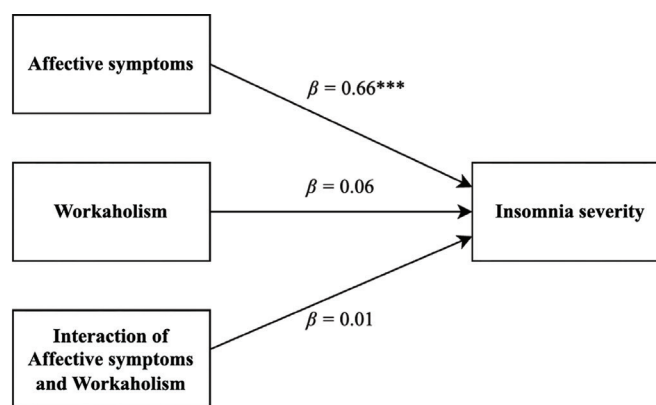 Affective symptoms
β = 0.66***
Workaholism
β = 0.06
Insomnia severity
Interaction of
Affective symptoms
and Workaholism
β = 0.01